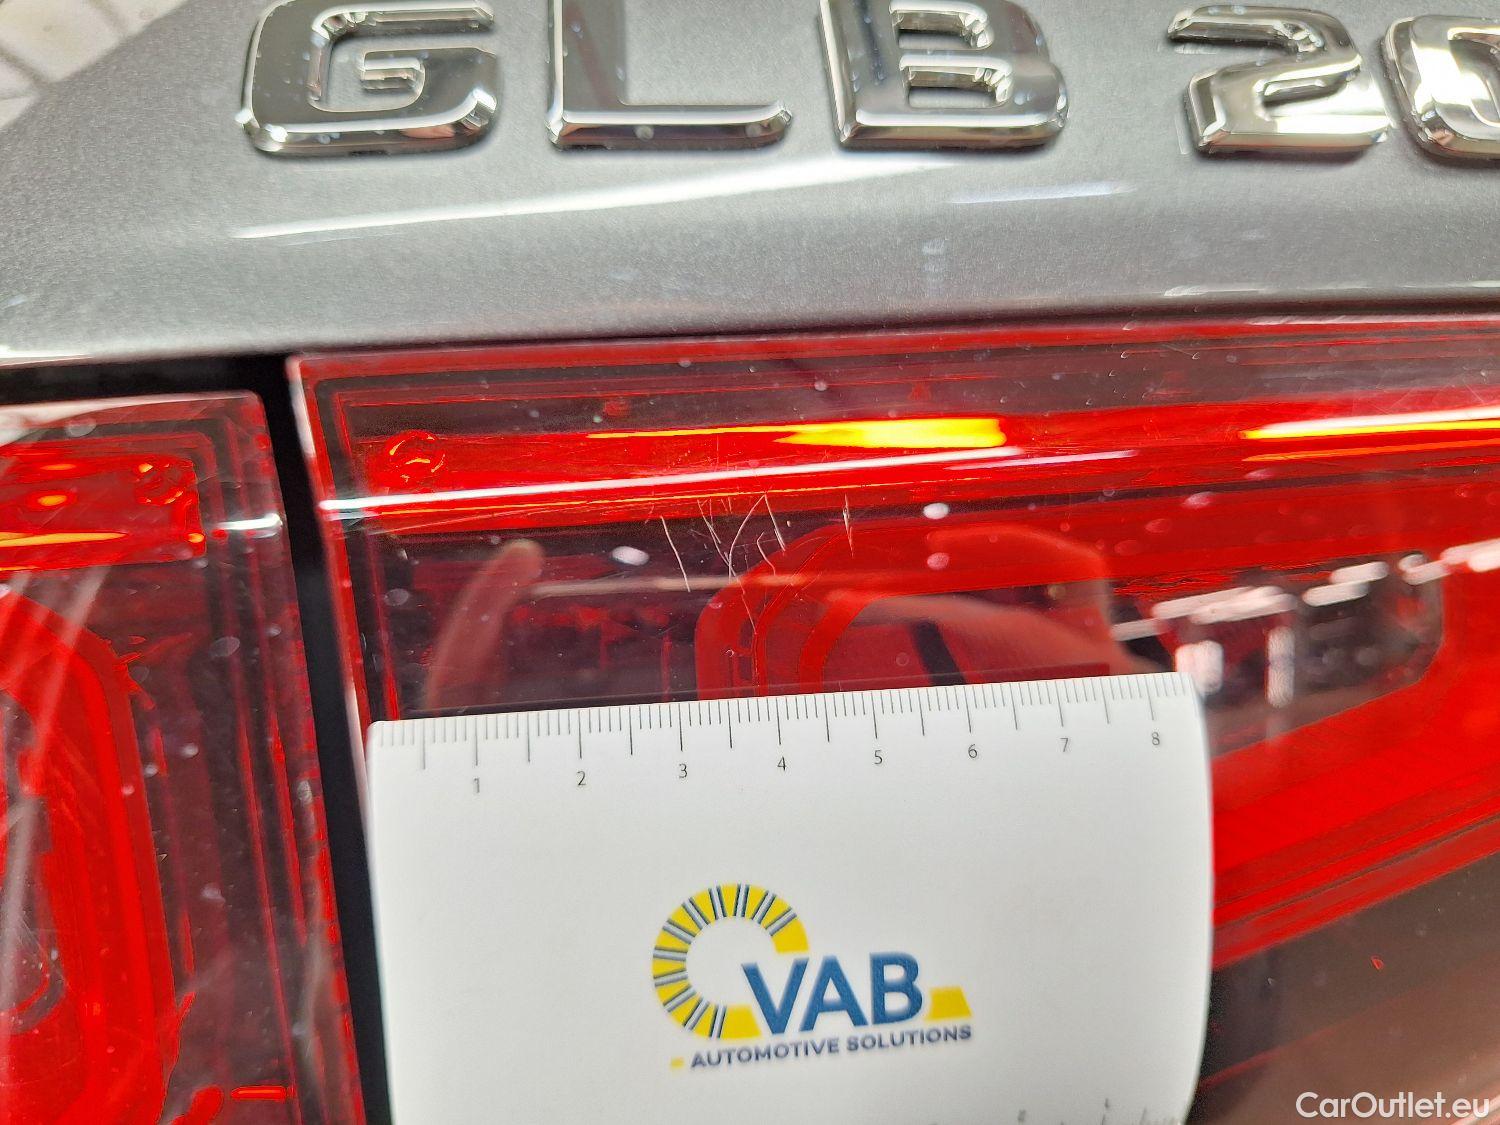 GLB 20
1 2 3 4 5 6 7 8
VAB
AUTOMOTIVE SOLUTIONS
CarOutlet.eu